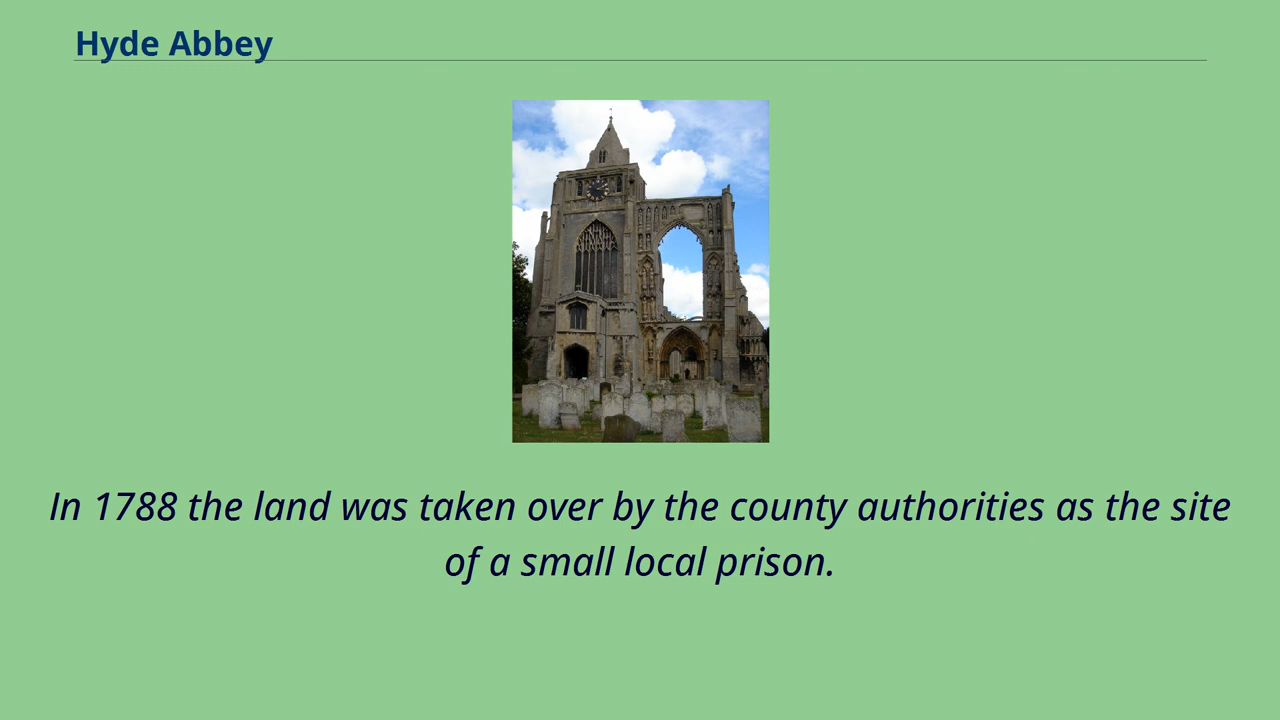 Hyde Abbey
In 1788 the land was taken over by the county authorities as the site
of a small local prison.